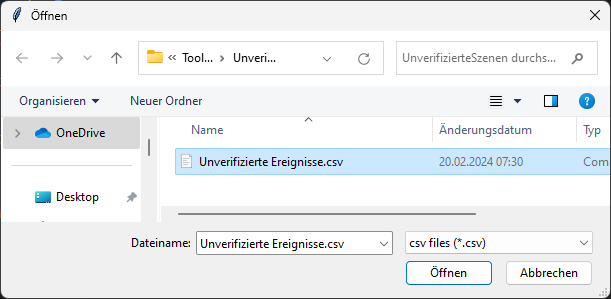 Öffnen
Tool... Unveri...
UnverifizierteSzenen durchs...
Organisieren Neuer Ordner
Name Änderungsdatum Typ
OneDrive
Unverifizierte Ereignisse.csv 20.02.2024 07:30 Com
Desktop
Dateiname: Unverifizierte Ereignisse.csv csv files (*.csv)
Öffnen Abbrechen